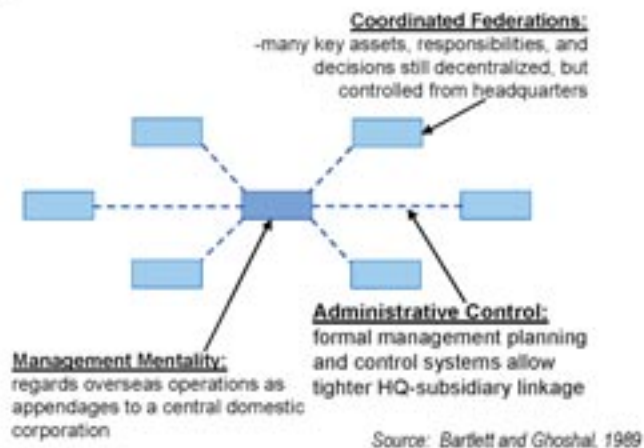 Coordinated Federations:
-many key assets, responsibilities, and
decisions still decentralized, but
controlled from headquarters
Administrative Control:
formal management planning
and control systems allow
tighter HQ-subsidiary linkage
Management Mentality:
regards overseas operations as
appendages to a central domestic
corporation
Source: Bartlett and Ghoshal, 1989